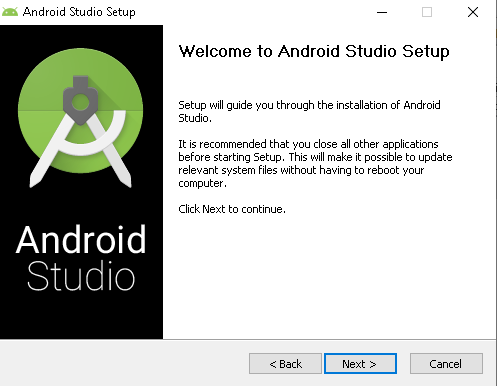 Android Studio Setup
Welcome to Android Studio Setup
Setup will guide you through the installation of Android
Studio.
It is recommended that you close all other applications
before starting Setup. This will make it possible to update
relevant system files without having to reboot your
computer.
Click Next to continue.
Android
Studio
< Back
Next >
Cancel